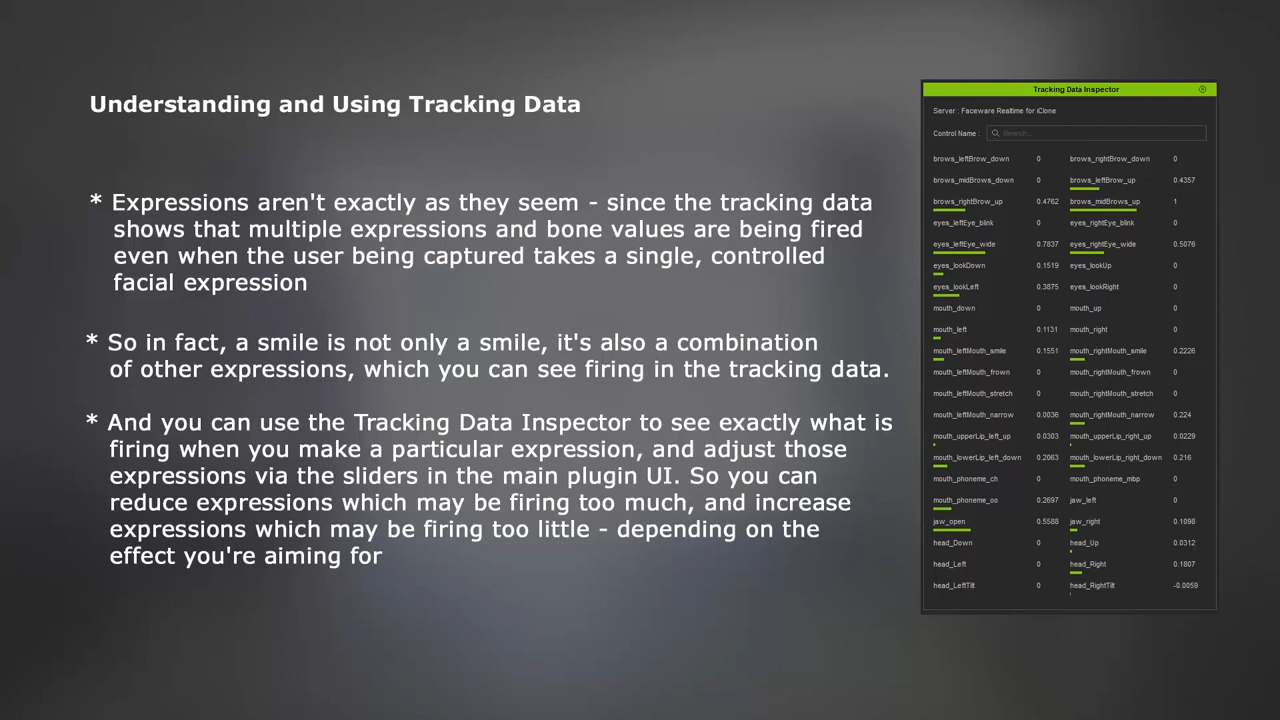 Understanding and Using Tracking Data
* Expressions aren't exactly as they seem - since the tracking data
shows that multiple expressions and bone values are being fired
even when the user being captured takes a single, controlled
facial expression
* So in fact, a smile is not only a smile, it's also a combination
of other expressions, which you can see firing in the tracking data.
* And you can use the Tracking Data Inspector to see exactly what is
firing when you make a particular expression, and adjust those
expressions via the sliders in the main plugin UI. So you can
reduce expressions which may be firing too much, and increase
expressions which may be firing too little - depending on the
effect you're aiming for
Tracking Data Inspector
Server : Faceware Realtime for iClone
Control Name : Search...
brows_leftBrow_down 0 brows_rightBrow_down 0
brows_midBrows_down 0 brows_leftBrow_up 0.4357
brows_rightBrow_up 0.4762 brows_midBrows_up 1
eyes_leftEye_blink 0 eyes_rightEye_blink 0
eyes_leftEye_wide 0.7837 eyes_rightEye_wide 0.5076
eyes_lookDown 0.1519 eyes_lookUp 0
eyes_lookLeft 0.3875 eyes_lookRight 0
mouth_down 0 mouth_up 0
mouth_left 0.1131 mouth_right 0
mouth_leftMouth_smile 0.1551 mouth_rightMouth_smile 0.2226
mouth_leftMouth_frown 0 mouth_rightMouth_frown 0
mouth_leftMouth_stretch 0 mouth_rightMouth_stretch 0
mouth_leftMouth_narrow 0.0036 mouth_rightMouth_narrow 0.224
mouth_upperLip_left_up 0.0303 mouth_upperLip_right_up 0.0229
mouth_lowerLip_left_down 0.2063 mouth_lowerLip_right_down 0.216
mouth_phoneme_ch 0 mouth_phoneme_mbp 0
mouth_phoneme_oo 0.2697 jaw_left 0
jaw_open 0.5588 jaw_right 0.1098
head_Down 0 head_Up 0.0312
head_Left 0 head_Right 0.1807
head_LeftTilt 0 head_RightTilt -0.0059